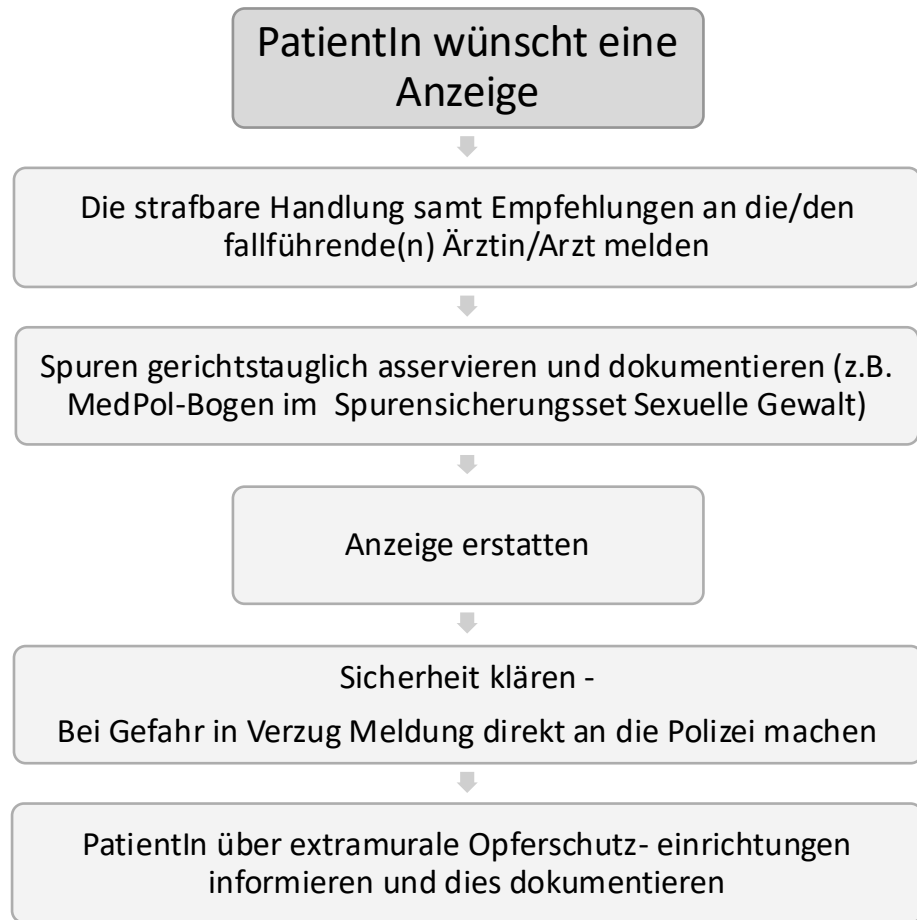 PatientIn wünscht eine
Anzeige
Die strafbare Handlung samt Empfehlungen an die/den
fallführende(n) Ärztin/Arzt melden
Spuren gerichtstauglich asservieren und dokumentieren (z.B.
MedPol-Bogen im Spurensicherungsset Sexuelle Gewalt)
Anzeige erstatten
Sicherheit klären -
Bei Gefahr in Verzug Meldung direkt an die Polizei machen
PatientIn über extramurale Opferschutz- einrichtungen
informieren und dies dokumentieren